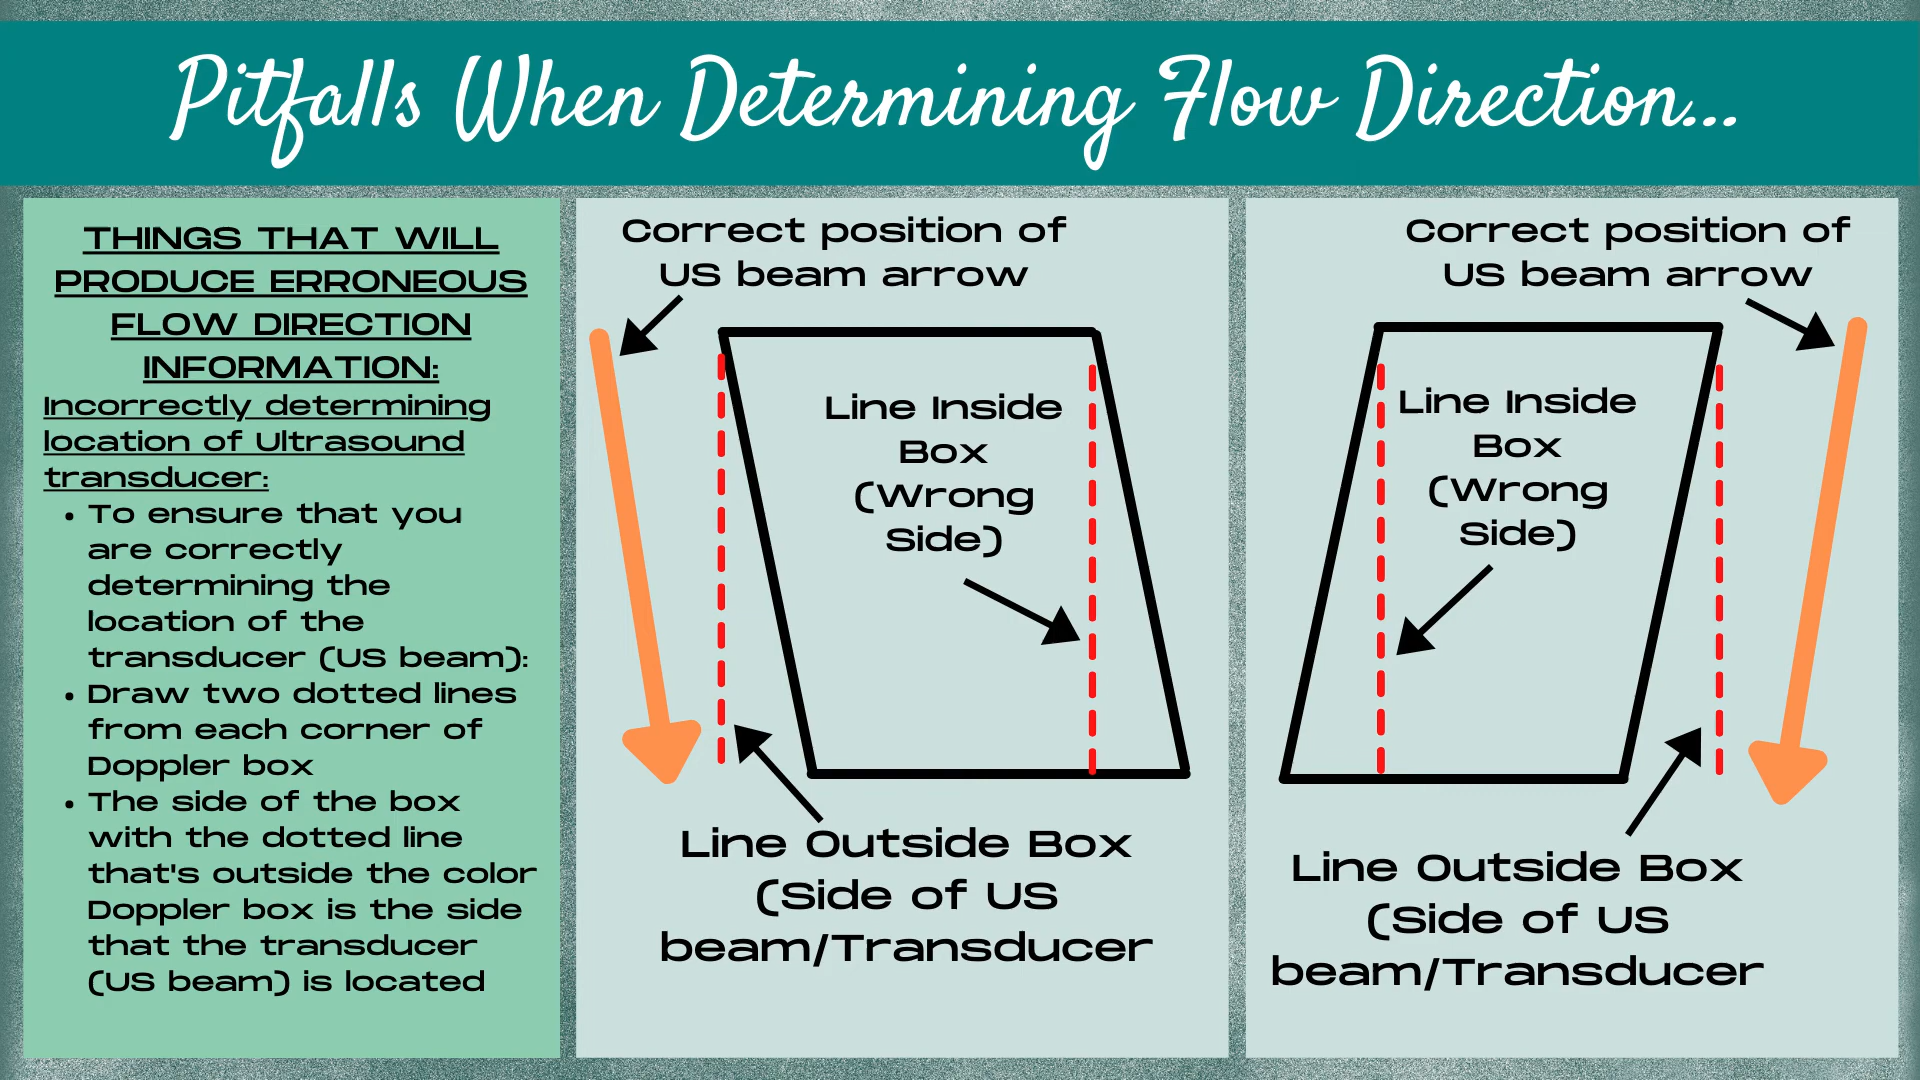 Pitfalls When Determining Flow Direction...
THINGS THAT WILL
PRODUCE ERRONEOUS
FLOW DIRECTION
INFORMATION:
Incorrectly determining
location of Ultrasound
transducer:
• To ensure that you
are correctly
determining the
location of the
transducer (US beam):
• Draw two dotted lines
from each corner of
Doppler box
• The side of the box
with the dotted line
that's outside the color
Doppler box is the side
that the transducer
(US beam) is located
Correct position of
US beam arrow
Line Inside
Box
(Wrong
Side)
Line Outside Box
(Side of US
beam/Transducer
Correct position of
US beam arrow
Line Inside
Box
(Wrong
Side)
Line Outside Box
(Side of US
beam/Transducer